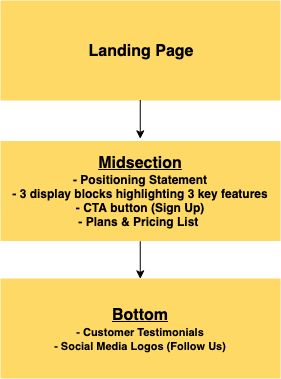 Landing Page
Midsection
- Positioning Statement
- 3 display blocks highlighting 3 key features
- CTA button (Sign Up)
- Plans & Pricing List
Bottom
- Customer Testimonials
- Social Media Logos (Follow Us)